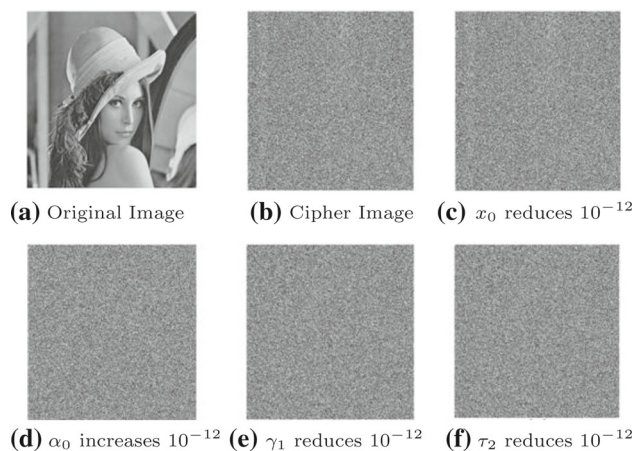 (a) Original Image
(b) Cipher Image
(c) x₀ reduces 10⁻¹²
(d) α₀ increases 10⁻¹²
(e) γ₁ reduces 10⁻¹²
(f) τ₂ reduces 10⁻¹²